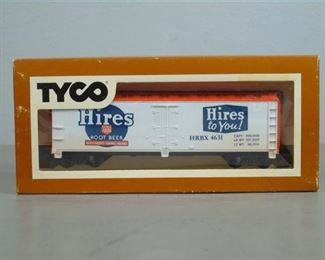 TYCO
Hires
ROOT BEER
Hires
to You!
HRBX 4631